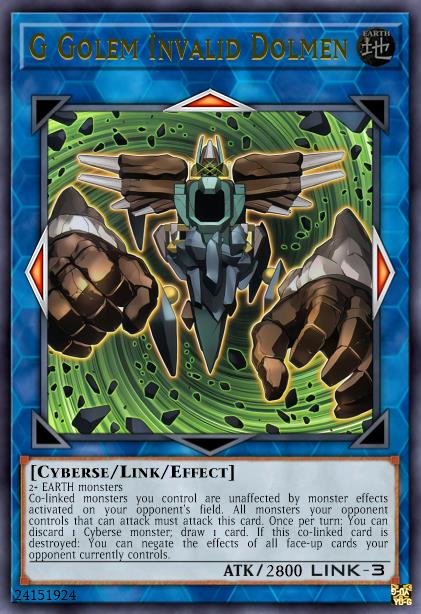 G Golem Invalid Dolmen
EARTH
地
[Cyberse/Link/Effect]
2+ EARTH monsters
Co-linked monsters you control are unaffected by monster effects
activated on your opponent's field. All monsters your opponent
controls that can attack must attack this card. Once per turn: You can
discard 1 Cyberse monster; draw 1 card. If this co-linked card is
destroyed: You can negate the effects of all face-up cards your
opponent currently controls.
ATK/2800 LINK-3
24151924